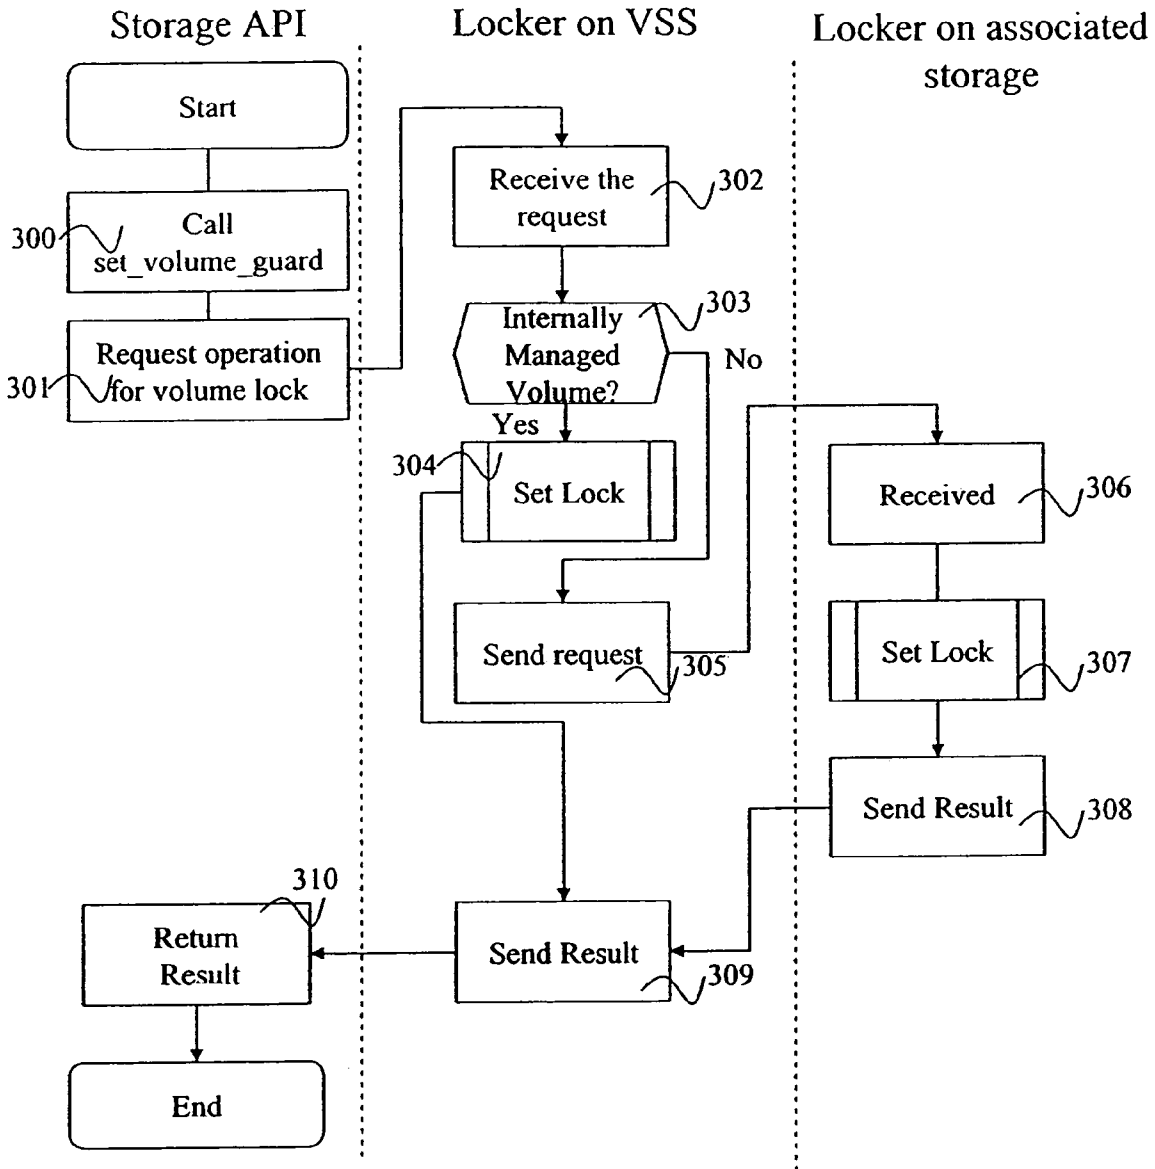 Storage API
Locker on VSS
Locker on associated
storage
Start
300
Call
set_volume_guard
301
Request operation
for volume lock
Receive the
request
302
303
Internally
Managed
Volume?
No
Yes
304
Set Lock
Send request
305
Received
306
Set Lock
307
Send Result
308
Send Result
309
310
Return
Result
End